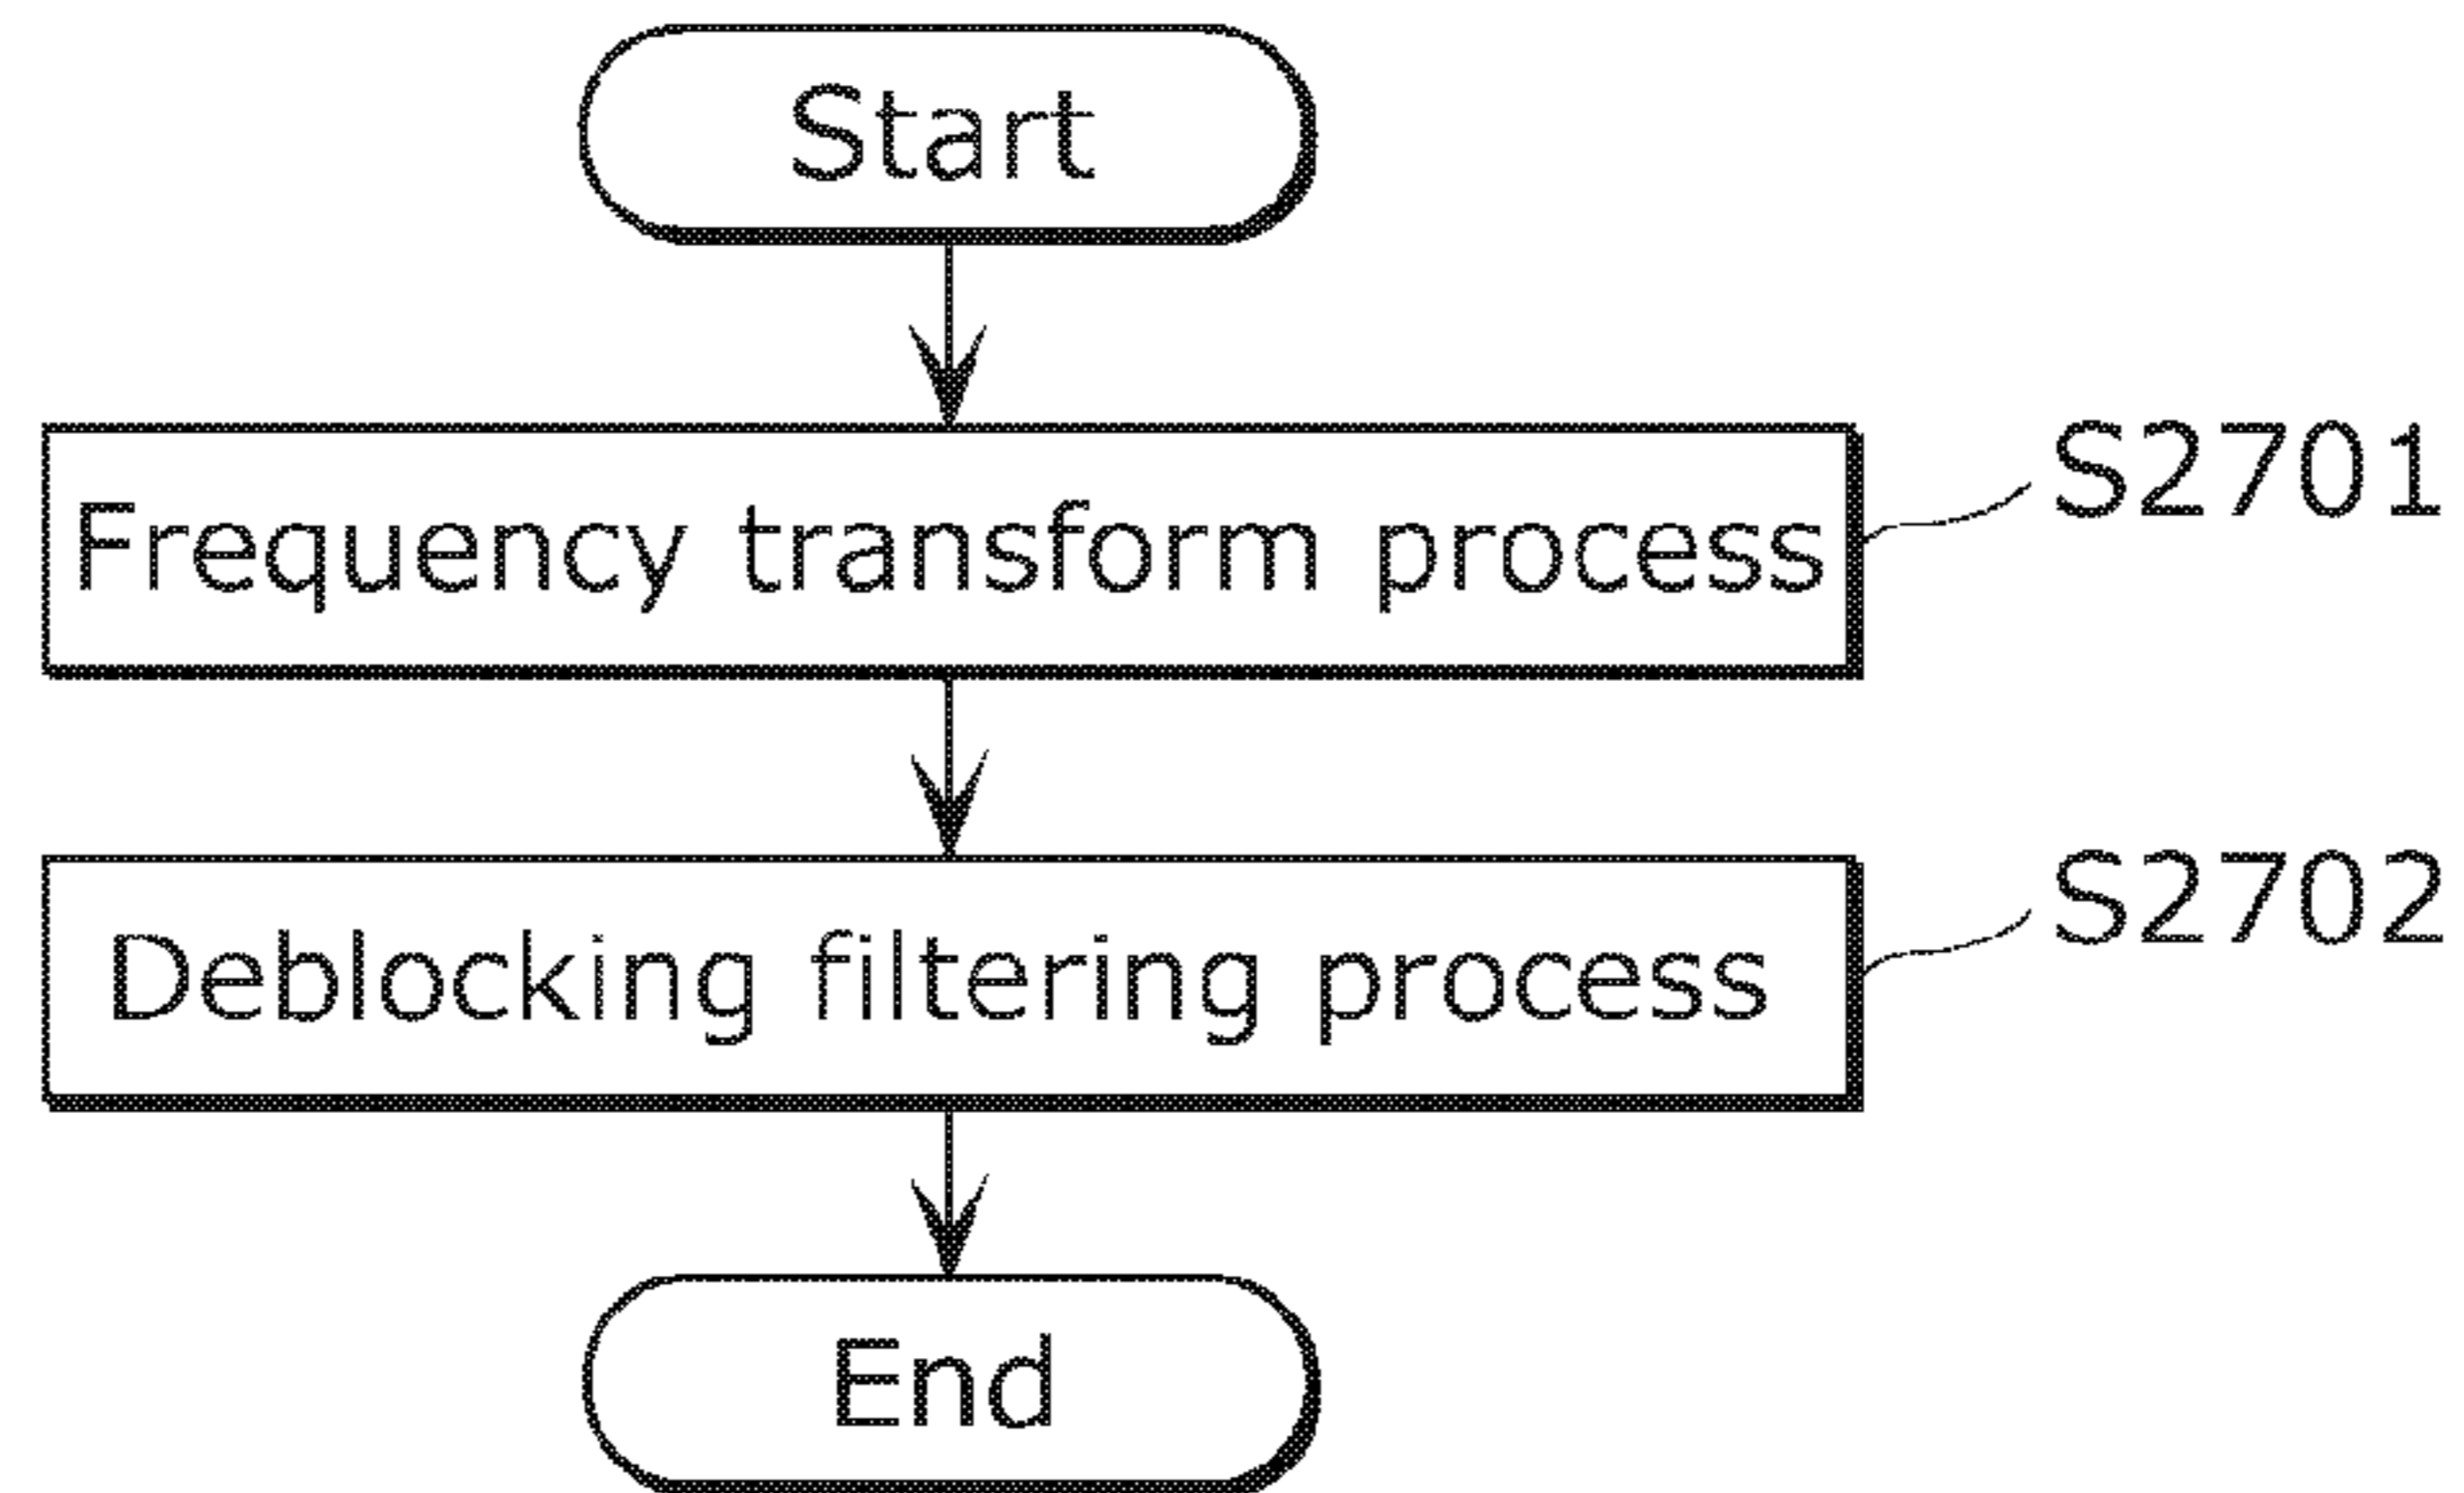 Start
Frequency transform process
S2701
Deblocking filtering process
S2702
End